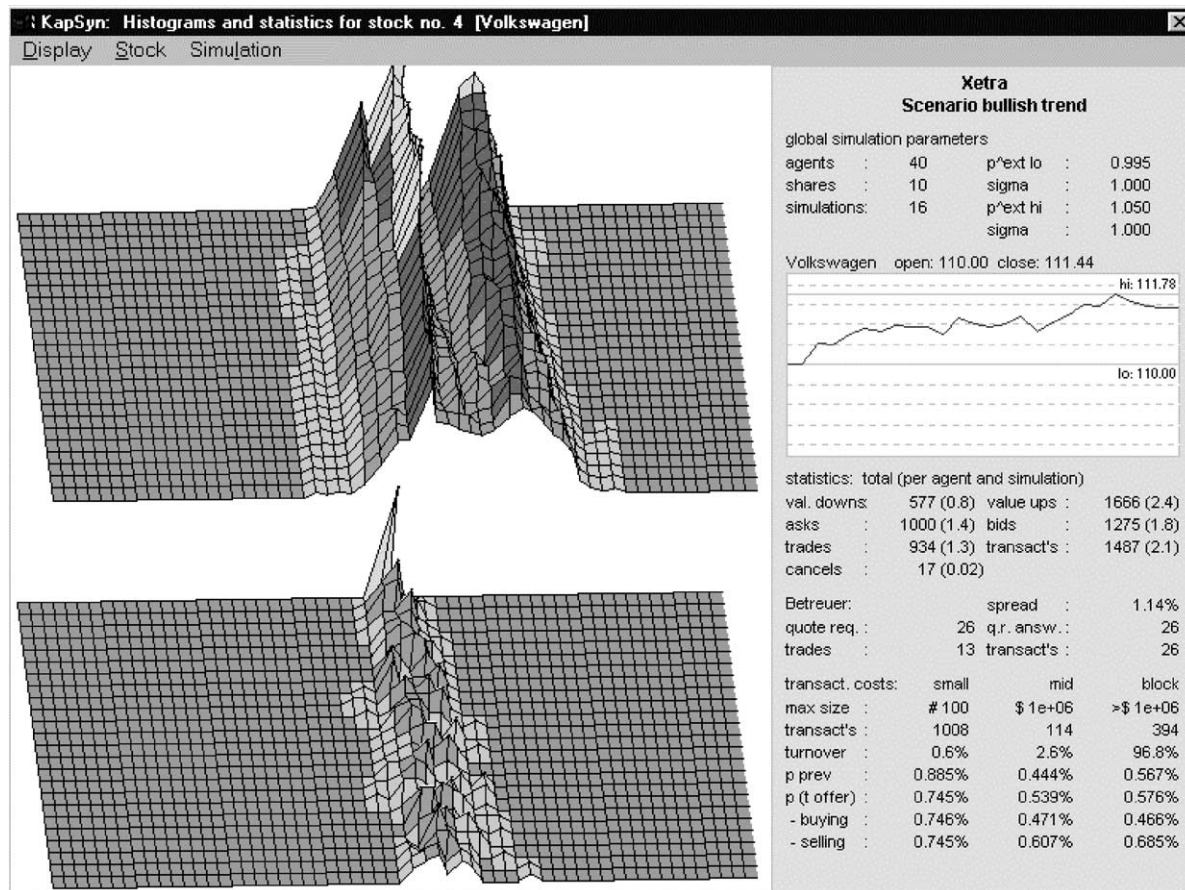 KapSyn: Histograms and statistics for stock no. 4 [Volkswagen]
Display Stock Simulation
Xetra
Scenario bullish trend
global simulation parameters
agents : 40 p^ext lo : 0.995
shares : 10 sigma : 1.000
simulations: 16 p^ext hi : 1.050
sigma : 1.000
Volkswagen open: 110.00 close: 111.44
hi: 111.78
lo: 110.00
statistics: total (per agent and simulation)
val. downs: 577 (0.8) value ups : 1666 (2.4)
asks : 1000 (1.4) bids : 1275 (1.8)
trades : 934 (1.3) transact's : 1487 (2.1)
cancels : 17 (0.02)
Betreuer: spread : 1.14%
quote req. : 26 q.r. answ. : 26
trades : 13 transact's : 26
transact. costs: small mid block
max size : # 100 $ 1e+06 >$ 1e+06
transact's : 1008 114 394
turnover : 0.6% 2.6% 96.8%
p prev : 0.885% 0.444% 0.567%
p (t offer) : 0.745% 0.539% 0.576%
- buying : 0.746% 0.471% 0.466%
- selling : 0.745% 0.607% 0.685%